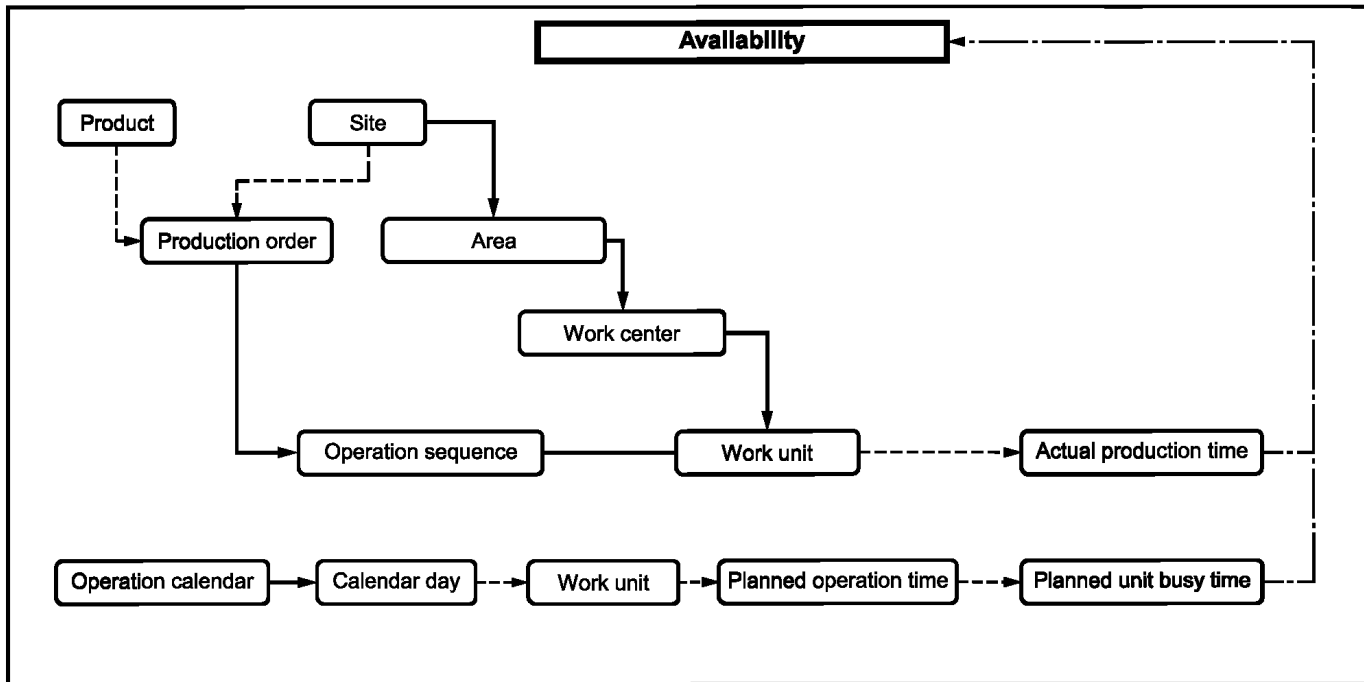 Availability
Product
Site
Production order
Area
Work center
Operation sequence
Work unit
Actual production time
Operation calendar
Calendar day
Work unit
Planned operation time
Planned unit busy time